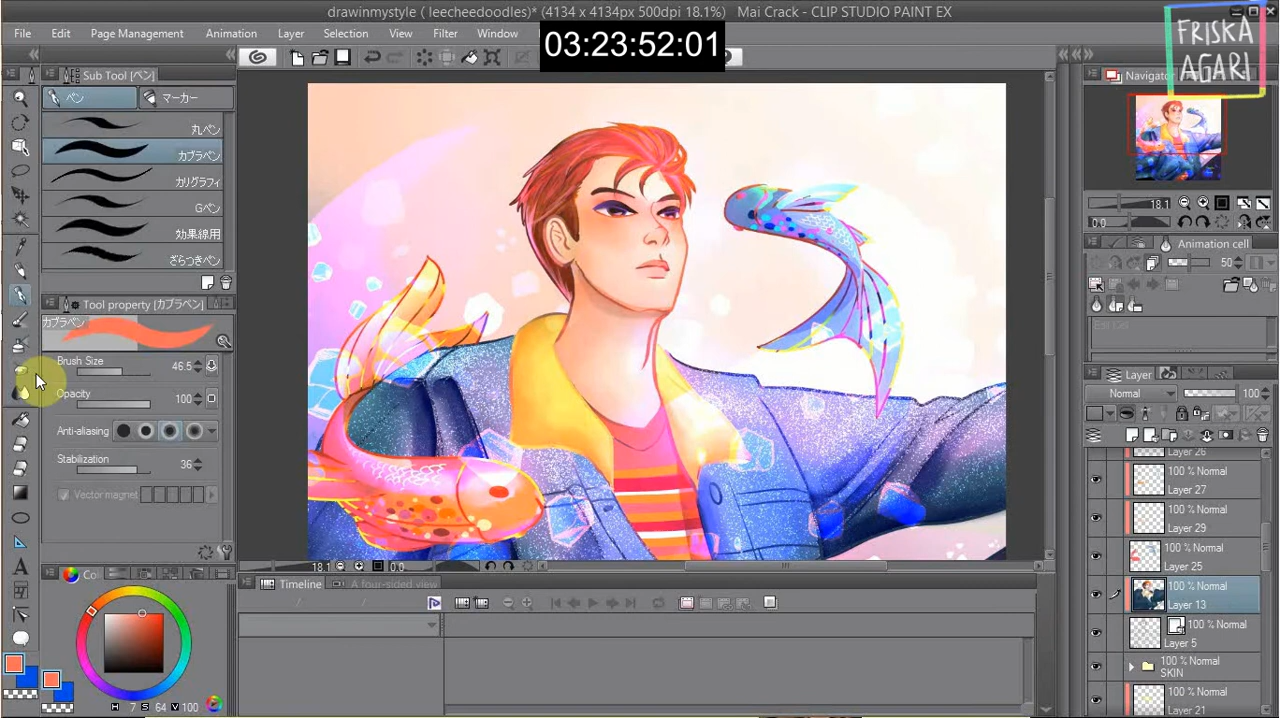 drawinmystyle ( leecheedoodles)* (4134 x 4134px 500dpi 18.1%) Mai Crack - CLIP STUDIO PAINT EX
File Edit Page Management Animation Layer Selection View Filter Window
03:23:52:01
FRISKA AGARI
Sub Tool [ペン]
ペン マーカー
丸ペン
カブラペン
カリグラフィ
Gペン
効果線用
ざらつきペン
Tool property [カブラペン]
カブラペン
Brush Size 46.5
Opacity 100
Anti-aliasing
Stabilization 36
Vector magnet
Co
H 7 S 64 V 100
18.1 0.0
Timeline A four-sided view
Navigator
18.1
0.0
Animation cell
50
Edit Cel
Layer
Normal 100
Layer 26
100 % Normal
Layer 27
100 % Normal
Layer 29
100 % Normal
Layer 25
100 % Normal
Layer 13
100 % Normal
Layer 5
100 % Normal
SKIN
100 % Normal
Layer 21